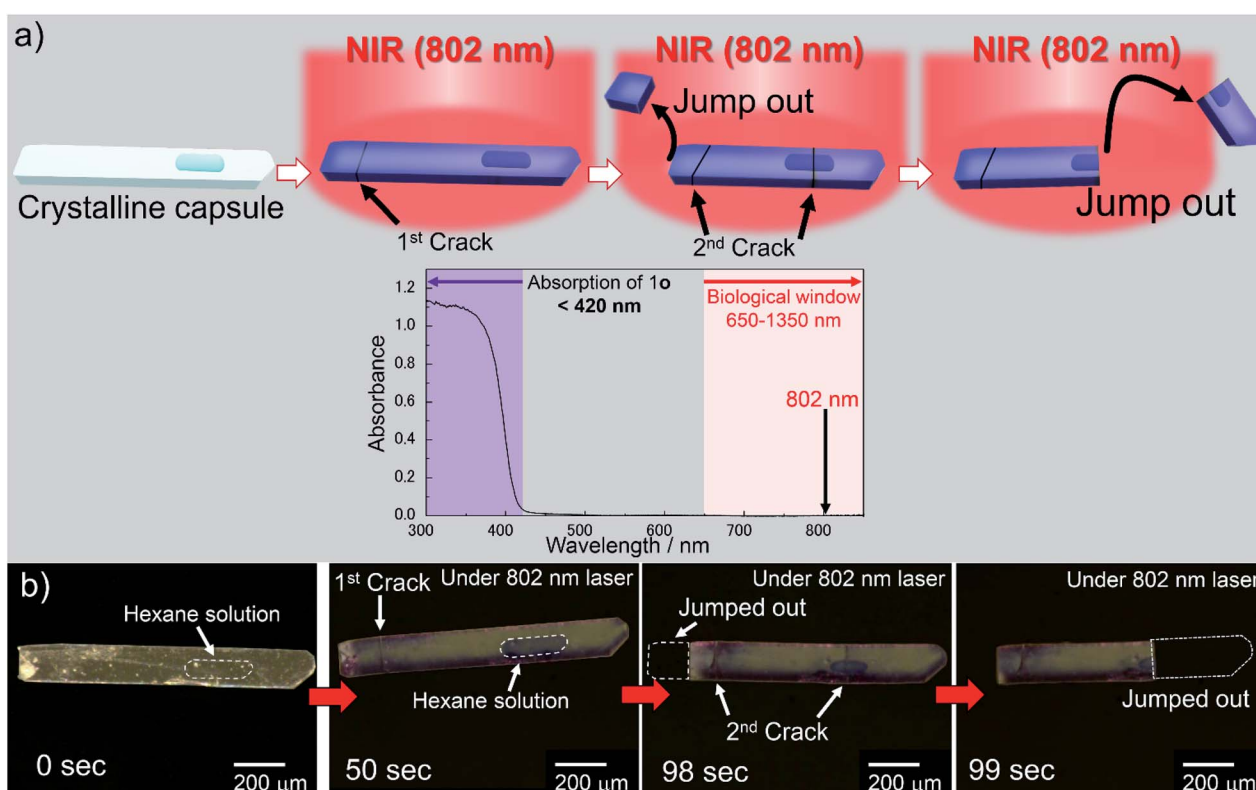 a)
NIR (802 nm)
NIR (802 nm)
NIR (802 nm)
Jump out
Crystalline capsule
Jump out
1st Crack
2nd Crack
Absorption of 1o
< 420 nm
Biological window
650-1350 nm
802 nm
Absorbance
1.2
1.0
0.8
0.6
0.4
0.2
0.0
300
400
500
600
700
800
Wavelength / nm
b)
Hexane solution
0 sec
200 μm
1st Crack
Under 802 nm laser
Hexane solution
50 sec
200 μm
Under 802 nm laser
Jumped out
2nd Crack
98 sec
200 μm
Under 802 nm laser
Jumped out
99 sec
200 μm